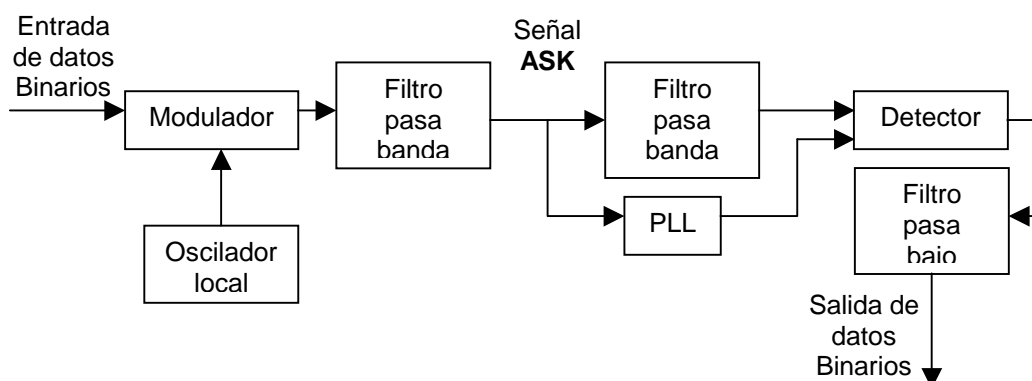 Entrada
de datos
Binarios
Modulador
Oscilador
local
Filtro
pasa
banda
Señal
ASK
Filtro
pasa
banda
PLL
Detector
Filtro
pasa
bajo
Salida de
datos
Binarios